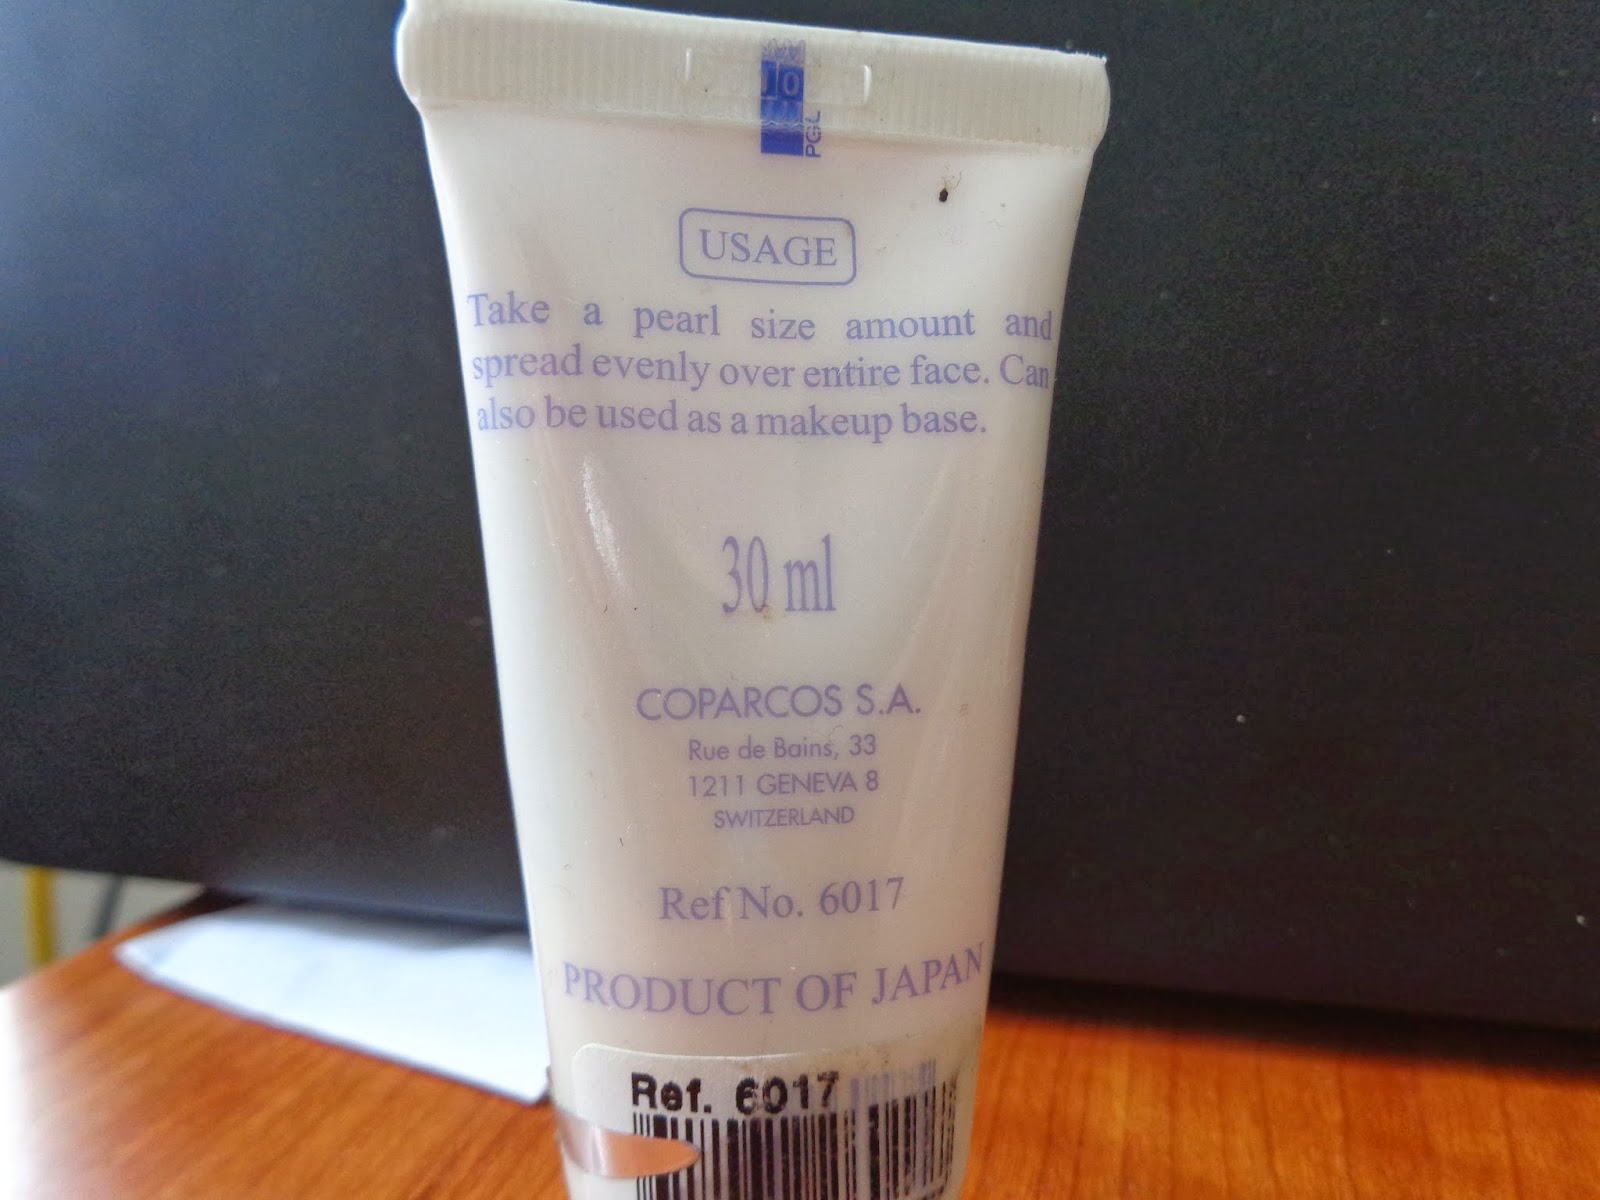 PGL
USAGE
Take a pearl size amount and
spread evenly over entire face. Can
also be used as a makeup base.
30 ml
COPARCOS S.A.
Rue de Bains, 33
1211 GENEVA 8
SWITZERLAND
Ref No. 6017
PRODUCT OF JAPAN
Ref. 6017